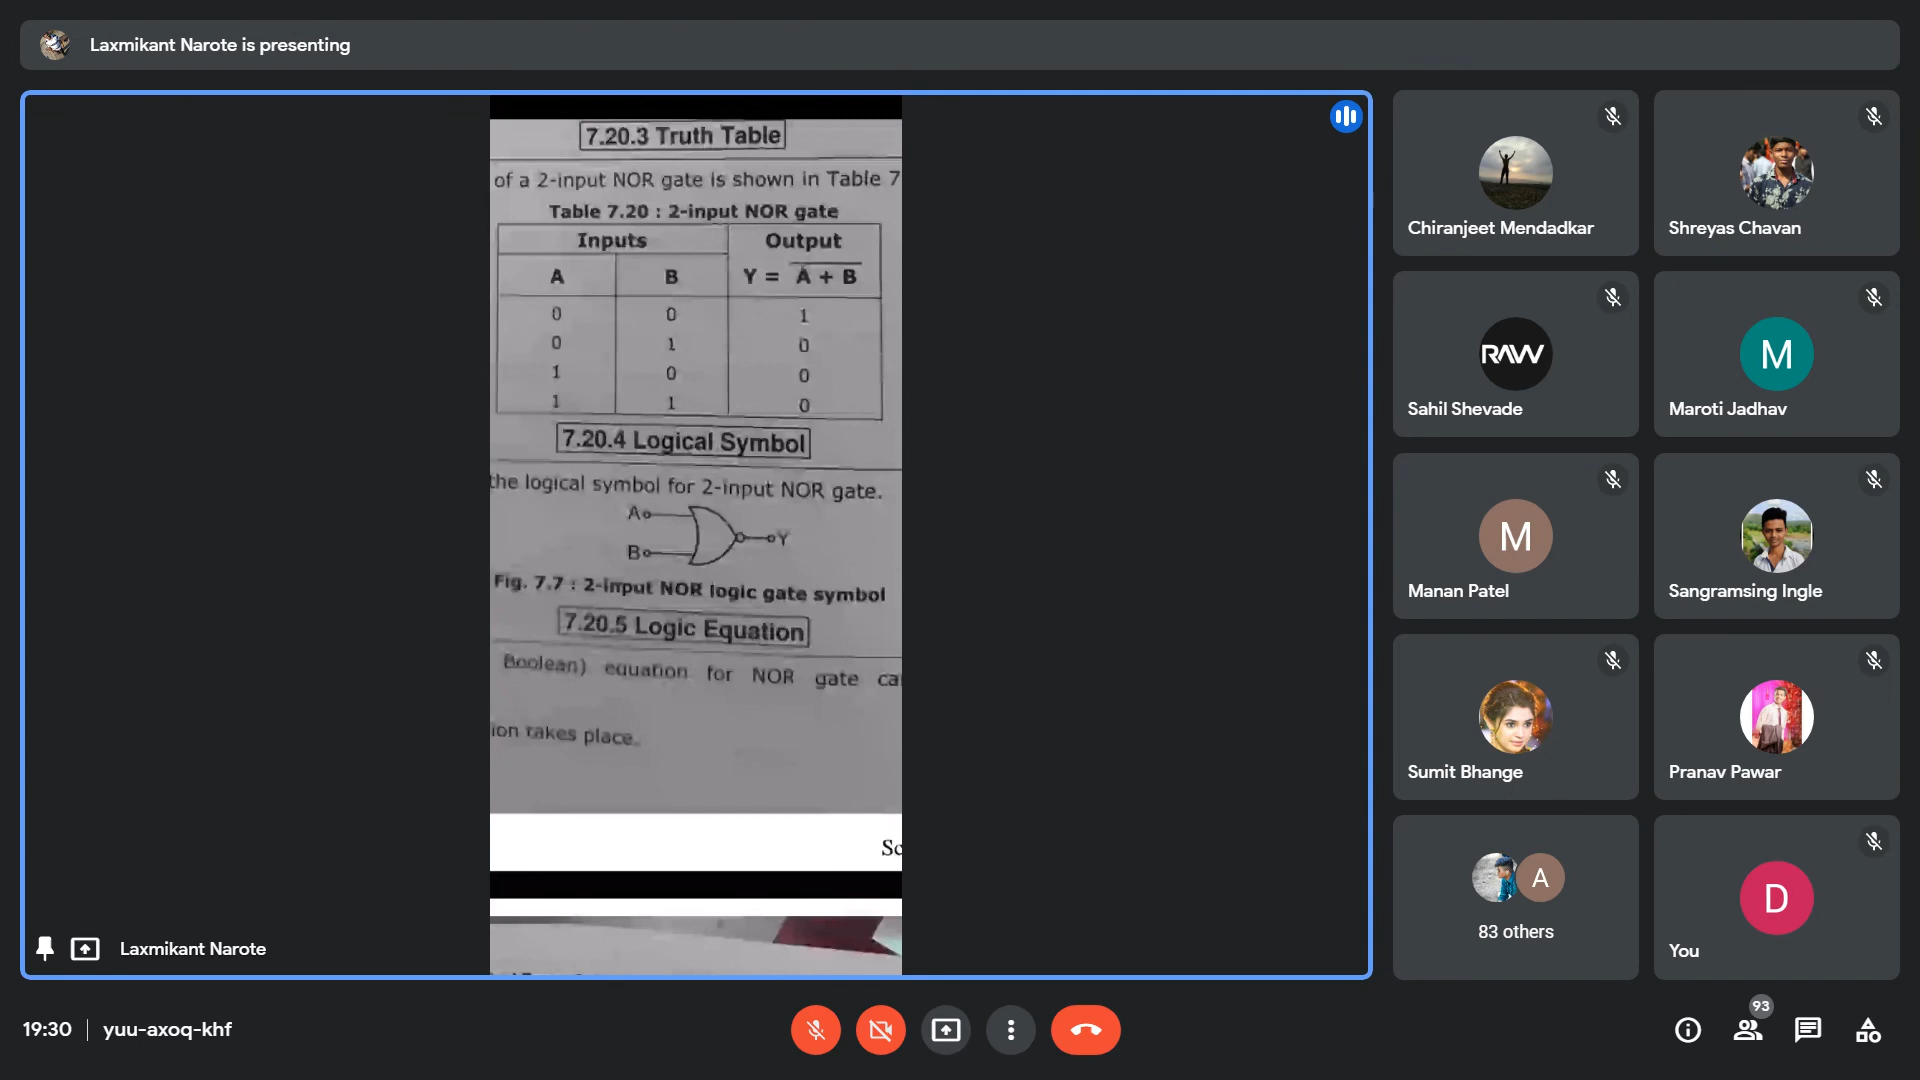 Laxmikant Narote is presenting
7.20.3 Truth Table
of a 2-input NOR gate is shown in Table 7
Table 7.20 : 2-input NOR gate
Inputs Output
A B Y = A + B
0 0 1
0 1 0
1 0 0
1 1 0
7.20.4 Logical Symbol
the logical symbol for 2-input NOR gate.
A
B
Y
Fig. 7.7 : 2-input NOR logic gate symbol
7.20.5 Logic Equation
Boolean) equation for NOR gate ca
ion takes place.
Sc
Laxmikant Narote
Chiranjeet Mendadkar
Shreyas Chavan
RAW
Sahil Shevade
M
Maroti Jadhav
M
Manan Patel
Sangramsing Ingle
Sumit Bhange
Pranav Pawar
A
83 others
D
You
19:30 | yuu-axoq-khf
93